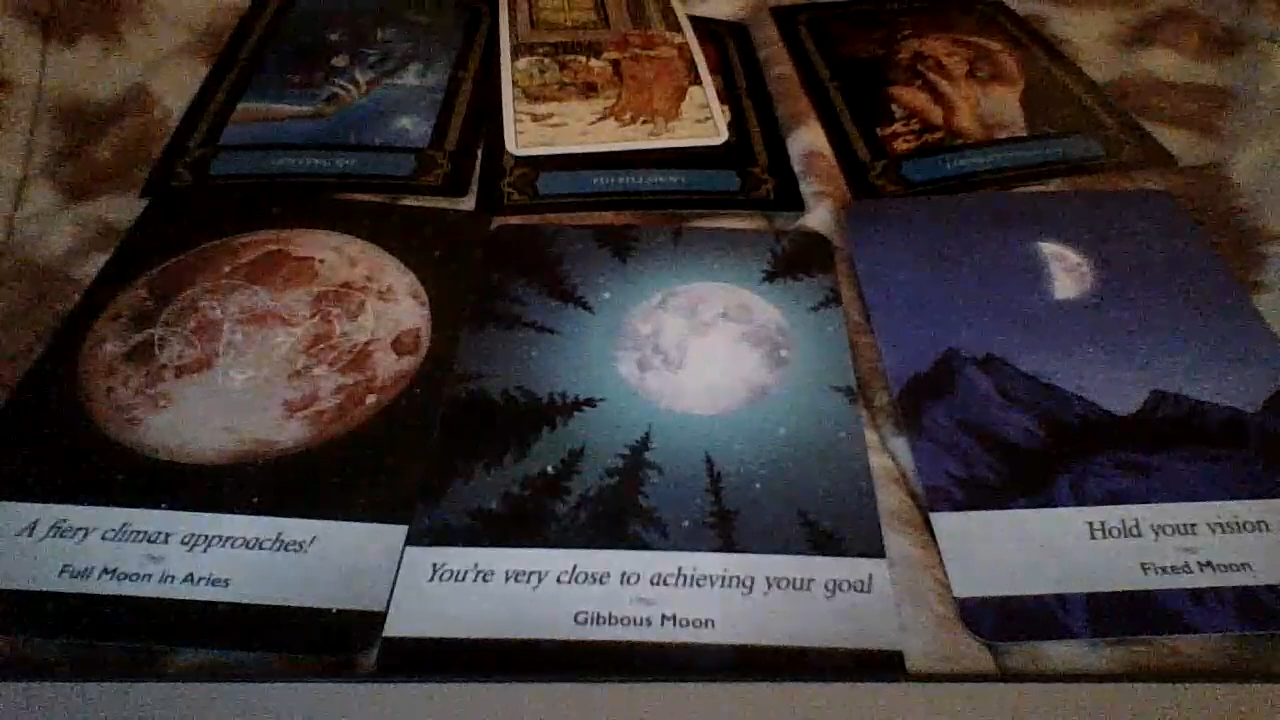 FULFILLMENT
A fiery climax approaches!
Full Moon in Aries
You're very close to achieving your goal
Gibbous Moon
Hold your vision
Fixed Moon